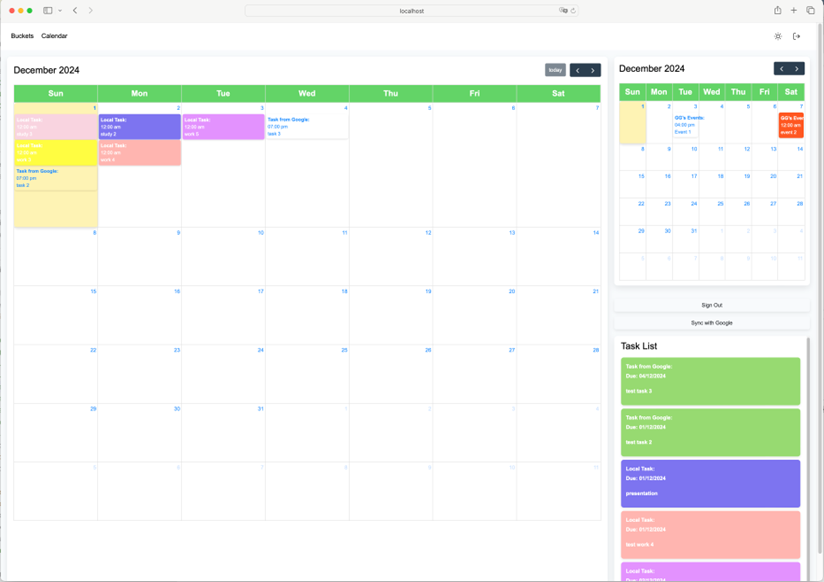 localhost
Buckets Calendar
December 2024
today
Sun Mon Tue Wed Thu Fri Sat
1 2 3 4 5 6 7
Local Task:
12:00 am
study 1
Local Task:
12:00 am
study 2
Local Task:
12:00 am
work 5
Task from Google:
07:00 pm
task 3
Local Task:
12:00 am
work 4
Task from Google:
07:00 pm
task 2
8 9 10 11 12 13 14
15 16 17 18 19 20 21
22 23 24 25 26 27 28
29 30 31 1 2 3 4
5 6 7 8 9 10 11
December 2024
Sun Mon Tue Wed Thu Fri Sat
1 2 3 4 5 6 7
GG's Events:
04:00 pm
Event 1
GG's Ever
12:00 am
event 2
8 9 10 11 12 13 14
15 16 17 18 19 20 21
22 23 24 25 26 27 28
29 30 31 1 2 3 4
5 6 7 8 9 10 11
Sign Out
Sync with Google
Task List
Task from Google:
Due: 04/12/2024
test task 3
Task from Google:
Due: 01/12/2024
test task 2
Local Task:
Due: 01/12/2024
presentation
Local Task:
Due: 01/12/2024
test work 4
Local Task:
Due: 03/12/2024